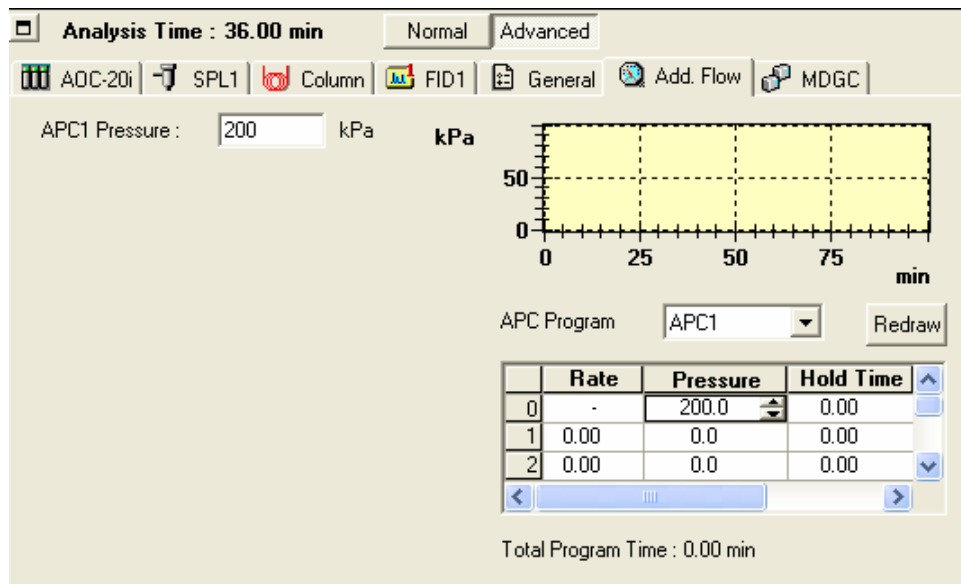 Analysis Time : 36.00 min Normal Advanced
AOC-20i SPL1 Column FID1 General Add. Flow MDGC
APC1 Pressure : 200 kPa
kPa
50
0
0 25 50 75
min
APC Program APC1 Redraw
Rate Pressure Hold Time
0 - 200.0 0.00
1 0.00 0.0 0.00
2 0.00 0.0 0.00
Total Program Time : 0.00 min